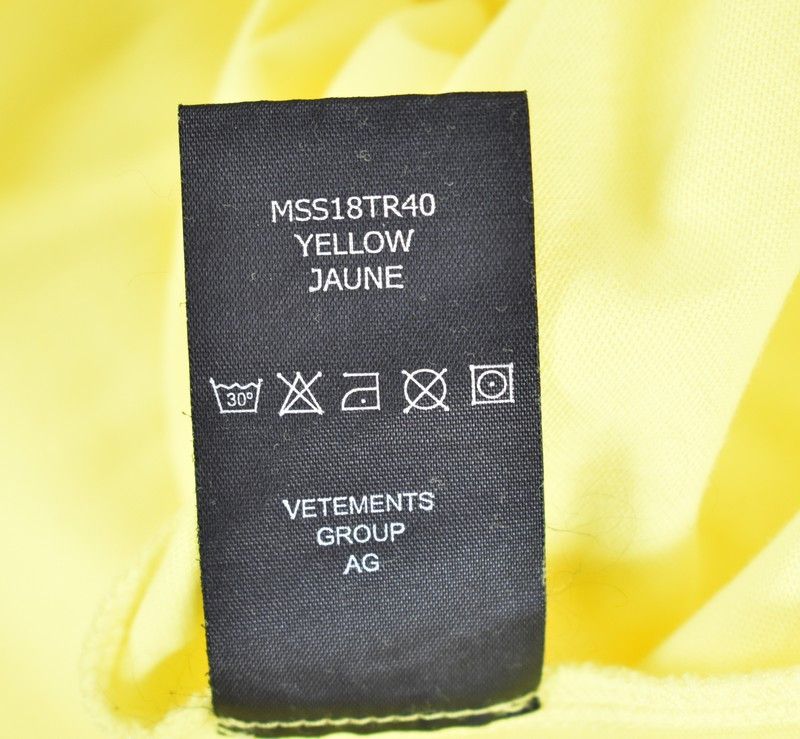 MSS18TR40
YELLOW
JAUNE
30°
VETEMENTS
GROUP
AG